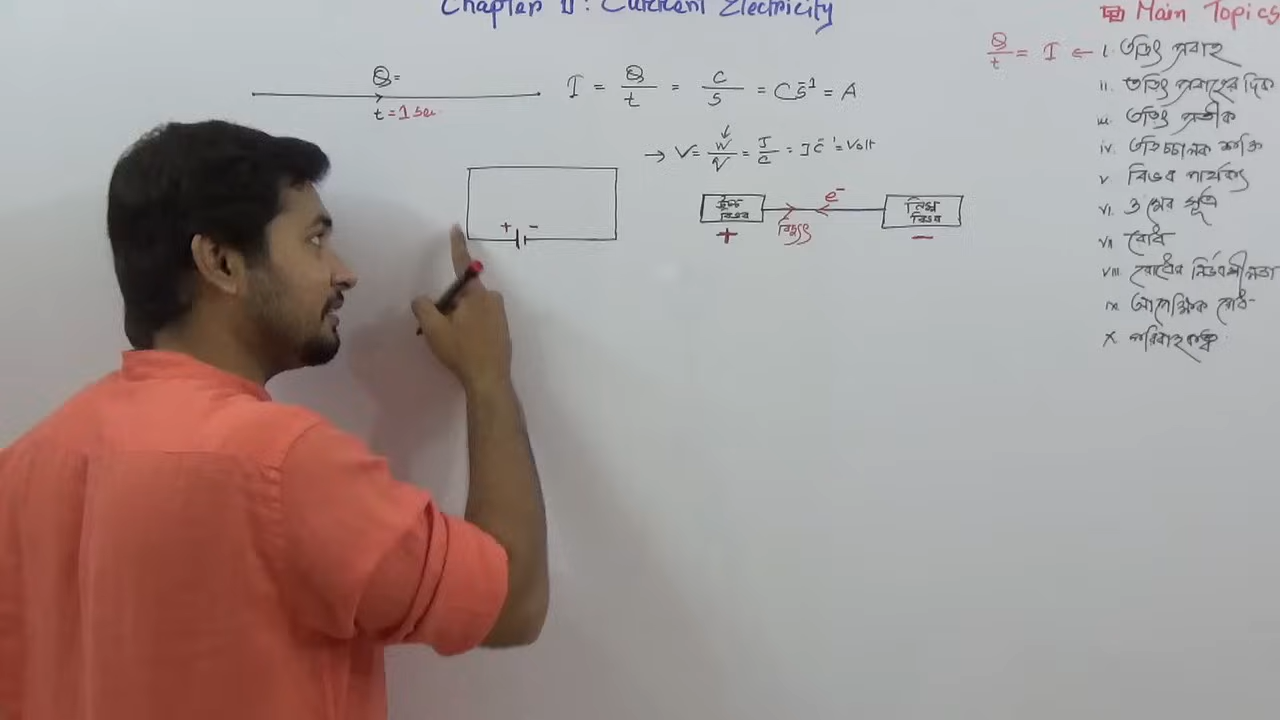 Chapter 11: Current Electricity
Q=
t = 1 sec
I = Q/t = C/S = CS⁻¹ = A
→ V = W/V = J/C = JC⁻¹ = Volt
+ -
উচ্চ বিভব
+
বিদ্যুৎ
e⁻
নিম্ন বিভব
-
Main Topics
Q/t = I ← i. তড়িৎ প্রবাহ
ii. তড়িৎ প্রবাহের দিক
iii. তড়িৎ প্রতীক
iv. তড়িচ্চালক শক্তি
v. বিভব পার্থক্য
vi. ও'মের সূত্র
vii. রোধ
viii. রোধের নির্ভরশীলতা
ix. আপেক্ষিক রোধ
x. পরিবাহকত্ব